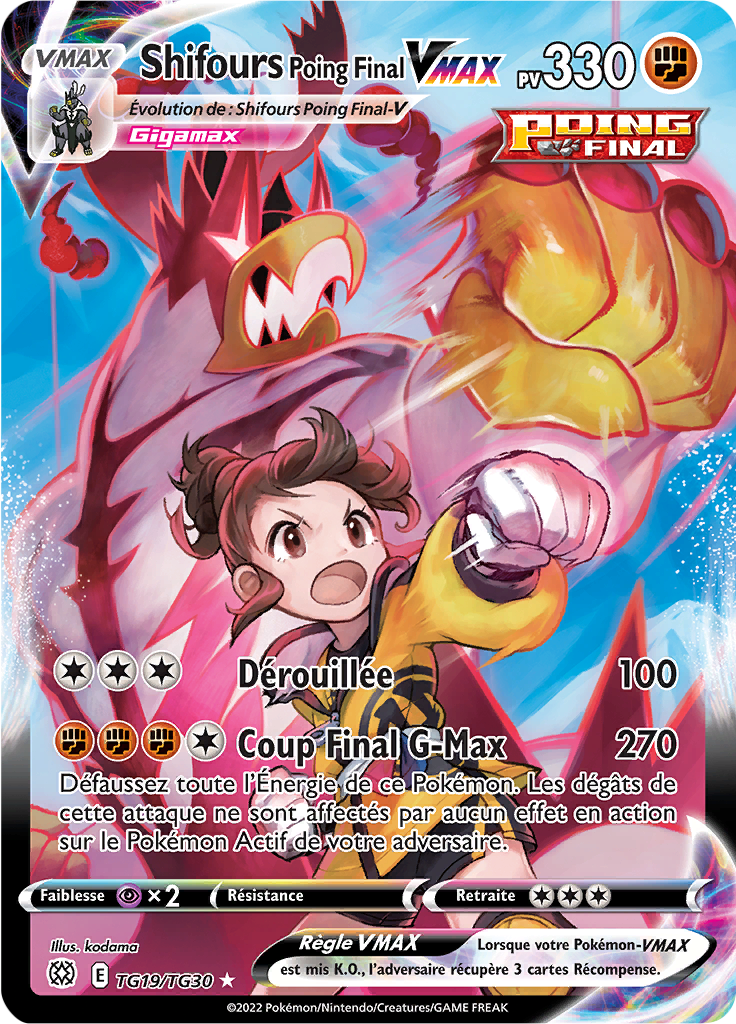 VMAX
Shifours Poing Final VMAX PV330
Évolution de : Shifours Poing Final-V
Gigamax
POING
FINAL
Dérouillée 100
Coup Final G-Max 270
Défaussez toute l'Énergie de ce Pokémon. Les dégâts de
cette attaque ne sont affectés par aucun effet en action
sur le Pokémon Actif de votre adversaire.
Faiblesse ×2 Résistance Retraite
Illus. kodama
E TG19/TG30 ★
Règle VMAX Lorsque votre Pokémon-VMAX
est mis K.O., l'adversaire récupère 3 cartes Récompense.
©2022 Pokémon/Nintendo/Creatures/GAME FREAK